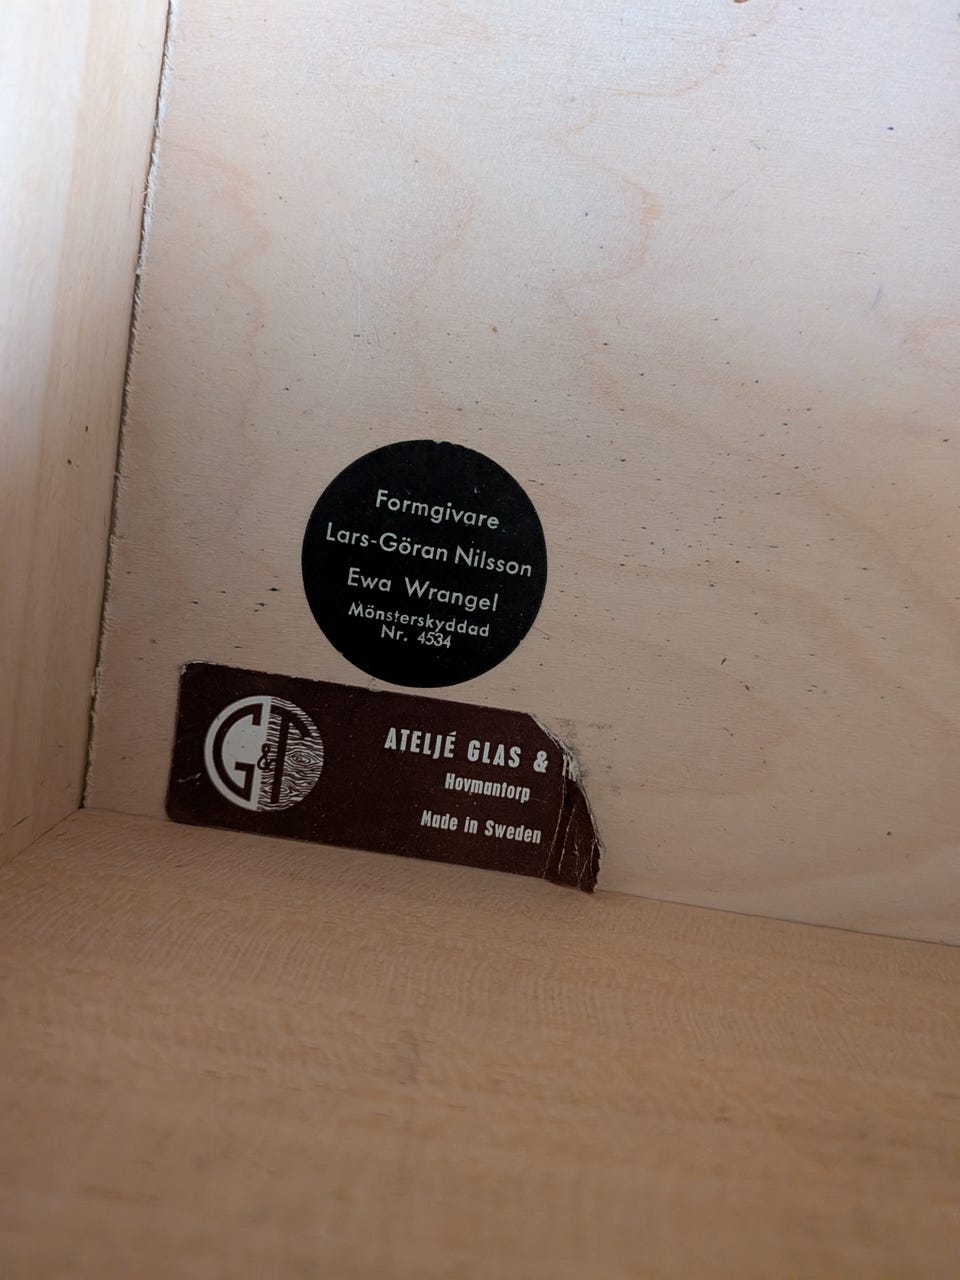 Formgivare
Lars-Göran Nilsson
Ewa Wrangel
Mönsterskyddad
Nr. 4534
G&T
ATELJÉ GLAS &
Hovmantorp
Made in Sweden